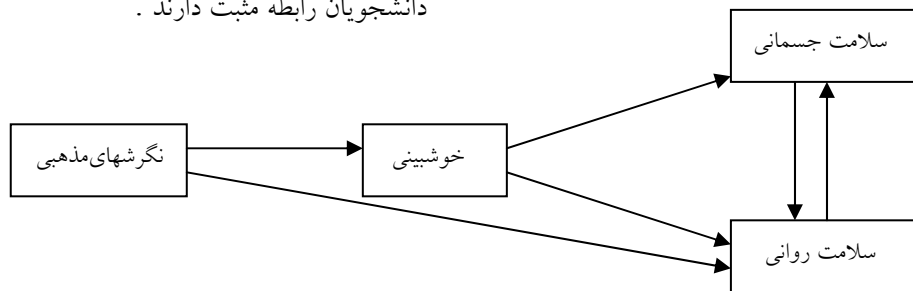 دانشجویان رابطه مثبت دارند .
سلامت جسمانی
خوشبینی
نگرشهای‌مذهبی
سلامت روانی